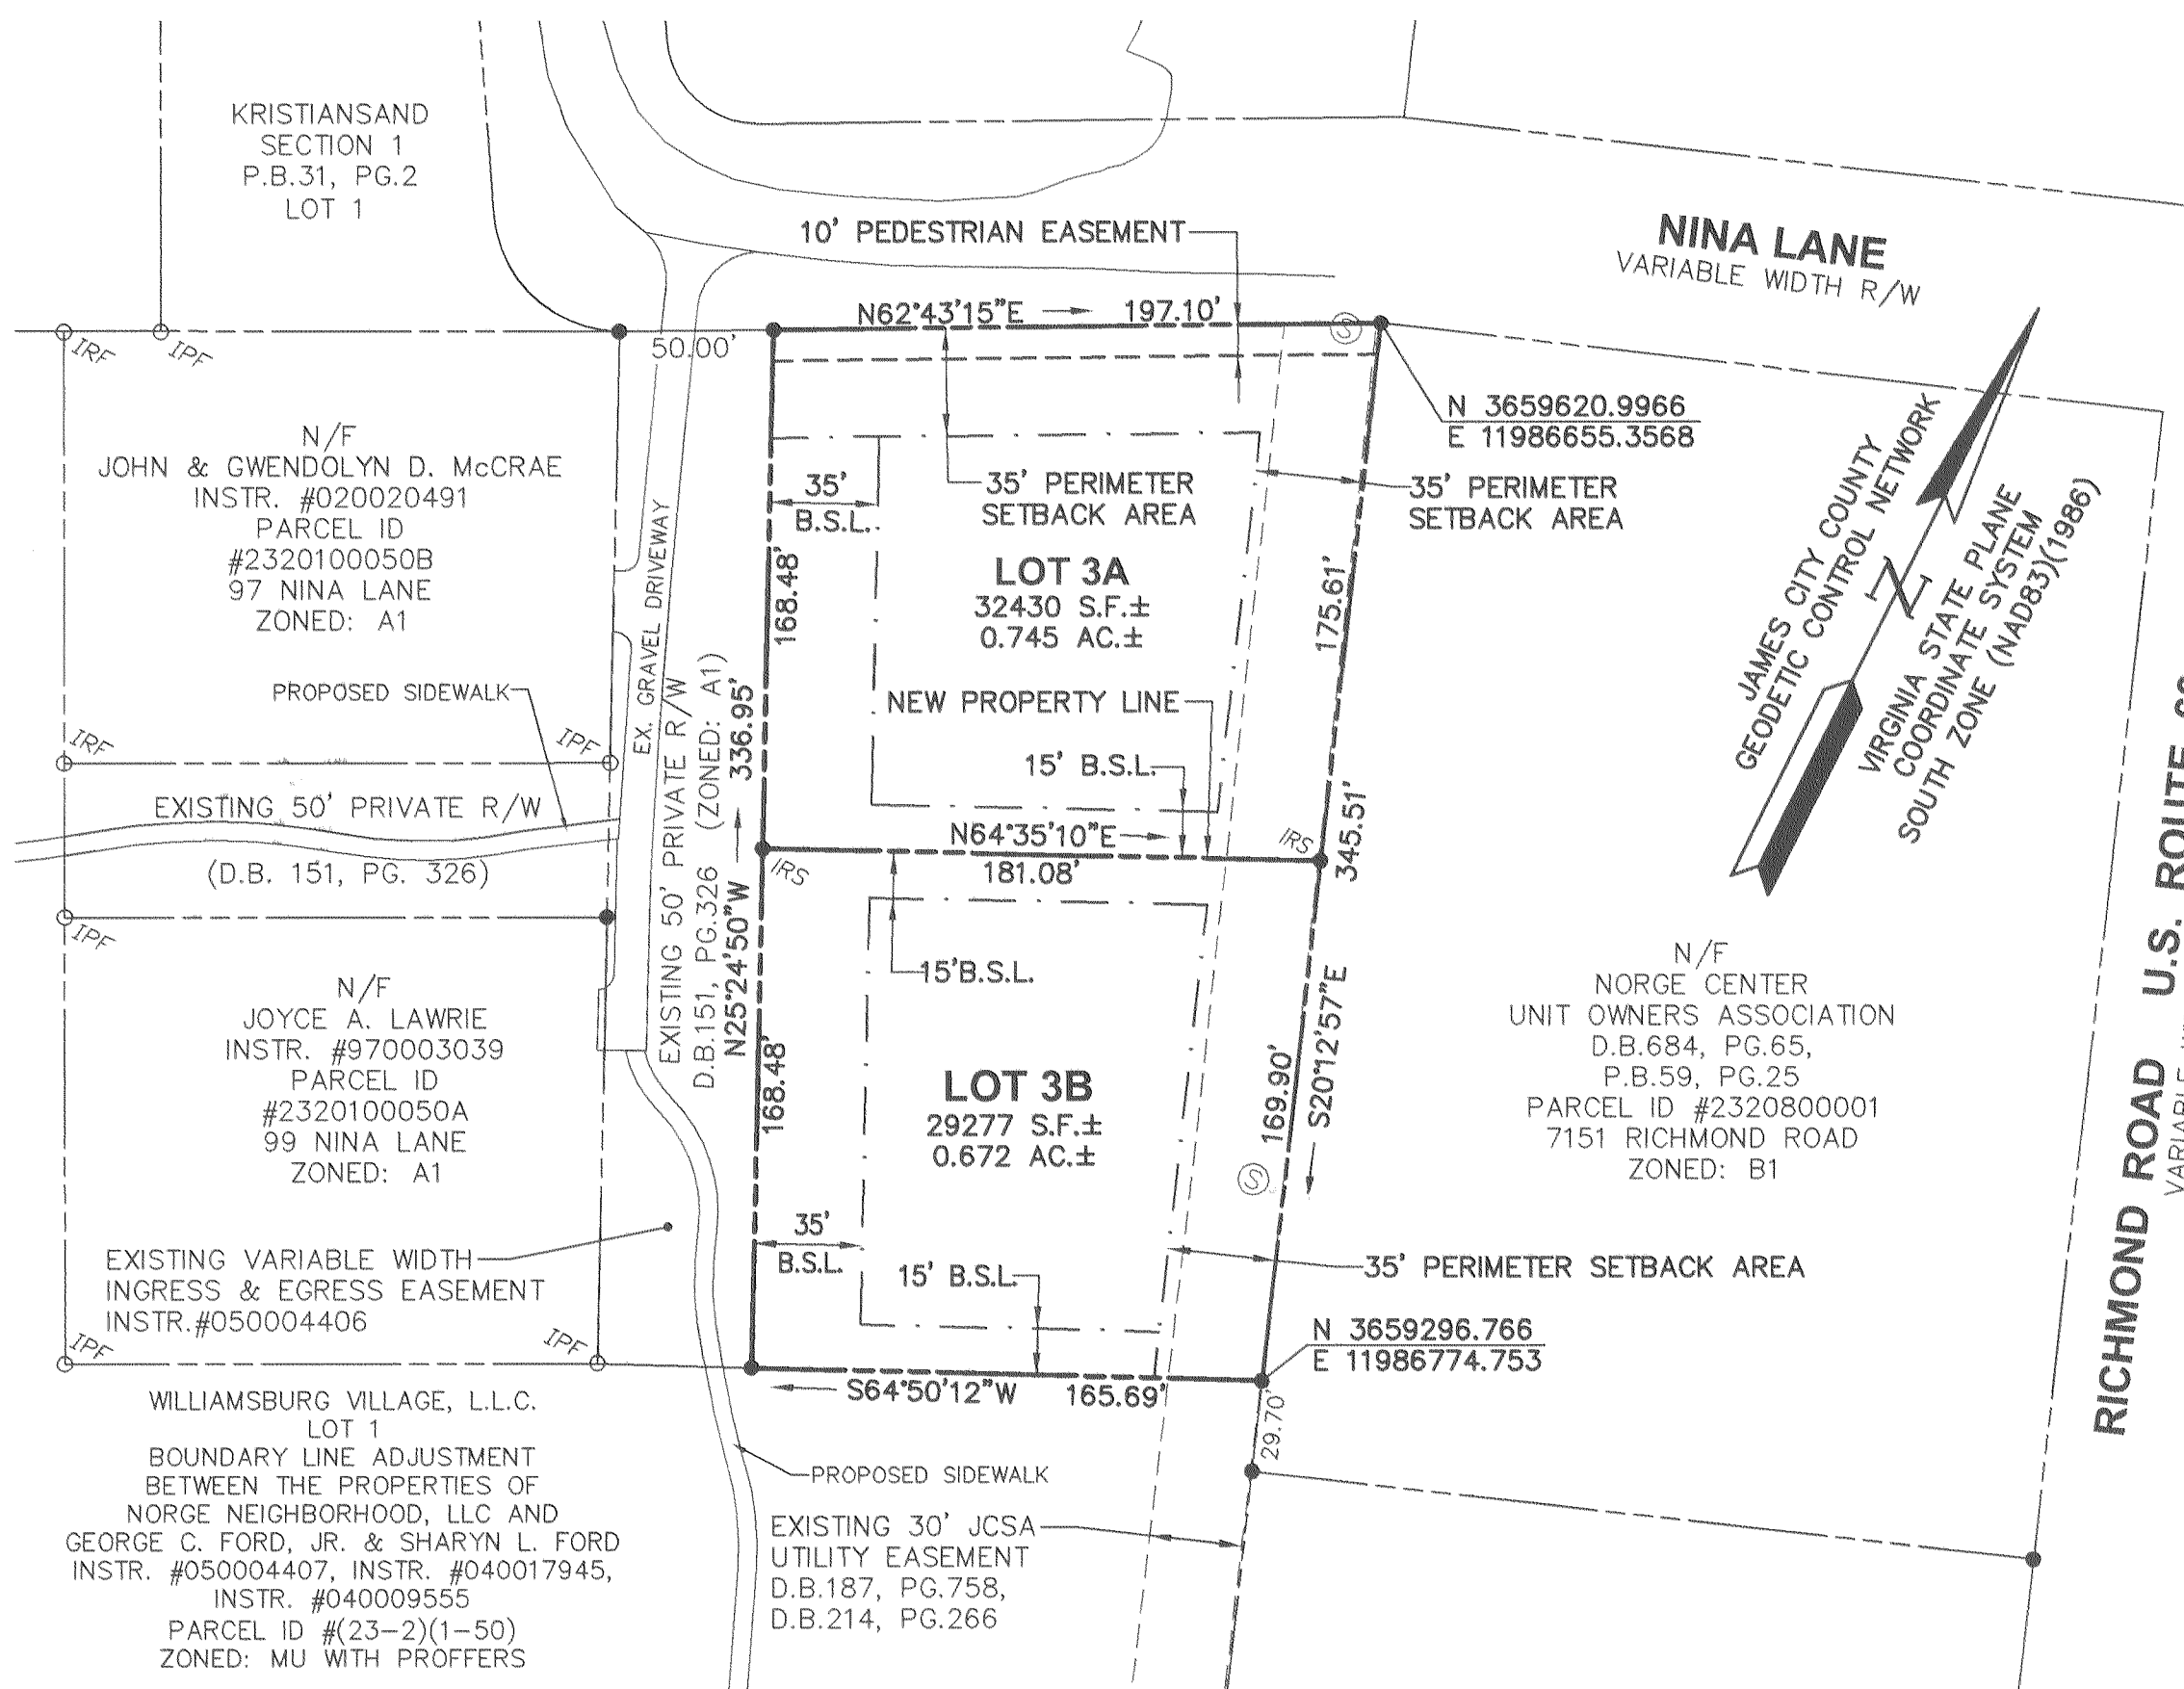 KRISTIANSAND
SECTION 1
P.B.31, PG.2
LOT 1
10' PEDESTRIAN EASEMENT
NINA LANE
VARIABLE WIDTH R/W
N62°43'15"E
197.10'
50.00'
IRF
IPF
N 3659620.9966
E 11986655.3568
N/F
JOHN & GWENDOLYN D. McCRAE
INSTR. #020020491
PARCEL ID
#2320100050B
97 NINA LANE
ZONED: A1
35'
B.S.L.
35' PERIMETER
SETBACK AREA
35' PERIMETER
SETBACK AREA
LOT 3A
32430 S.F.±
0.745 AC.±
168.48'
175.61'
JAMES CITY COUNTY
GEODETIC CONTROL NETWORK
N
VIRGINIA STATE PLANE
COORDINATE SYSTEM
SOUTH ZONE (NAD83)(1986)
PROPOSED SIDEWALK
EX. GRAVEL DRIVEWAY
NEW PROPERTY LINE
15' B.S.L.
IRF
IPF
EXISTING 50' PRIVATE R/W
(D.B. 151, PG. 326)
EXISTING 50' PRIVATE R/W
D.B.151, PG.326 (ZONED: A1)
N25°24'50"W
336.95'
N64°35'10"E
181.08'
IRS
IRS
345.51'
IPF
15'B.S.L.
N/F
JOYCE A. LAWRIE
INSTR. #970003039
PARCEL ID
#2320100050A
99 NINA LANE
ZONED: A1
168.48'
LOT 3B
29277 S.F.±
0.672 AC.±
169.90'
S20°12'57"E
S
S
N/F
NORGE CENTER
UNIT OWNERS ASSOCIATION
D.B.684, PG.65,
P.B.59, PG.25
PARCEL ID #2320800001
7151 RICHMOND ROAD
ZONED: B1
RICHMOND ROAD U.S. ROUTE
VARIABLE
EXISTING VARIABLE WIDTH
INGRESS & EGRESS EASEMENT
INSTR.#050004406
35'
B.S.L.
15' B.S.L.
35' PERIMETER SETBACK AREA
N 3659296.766
E 11986774.753
IPF
IPF
S64°50'12"W
165.69'
29.70'
WILLIAMSBURG VILLAGE, L.L.C.
LOT 1
BOUNDARY LINE ADJUSTMENT
BETWEEN THE PROPERTIES OF
NORGE NEIGHBORHOOD, LLC AND
GEORGE C. FORD, JR. & SHARYN L. FORD
INSTR. #050004407, INSTR. #040017945,
INSTR. #040009555
PARCEL ID #(23-2)(1-50)
ZONED: MU WITH PROFFERS
PROPOSED SIDEWALK
EXISTING 30' JCSA
UTILITY EASEMENT
D.B.187, PG.758,
D.B.214, PG.266